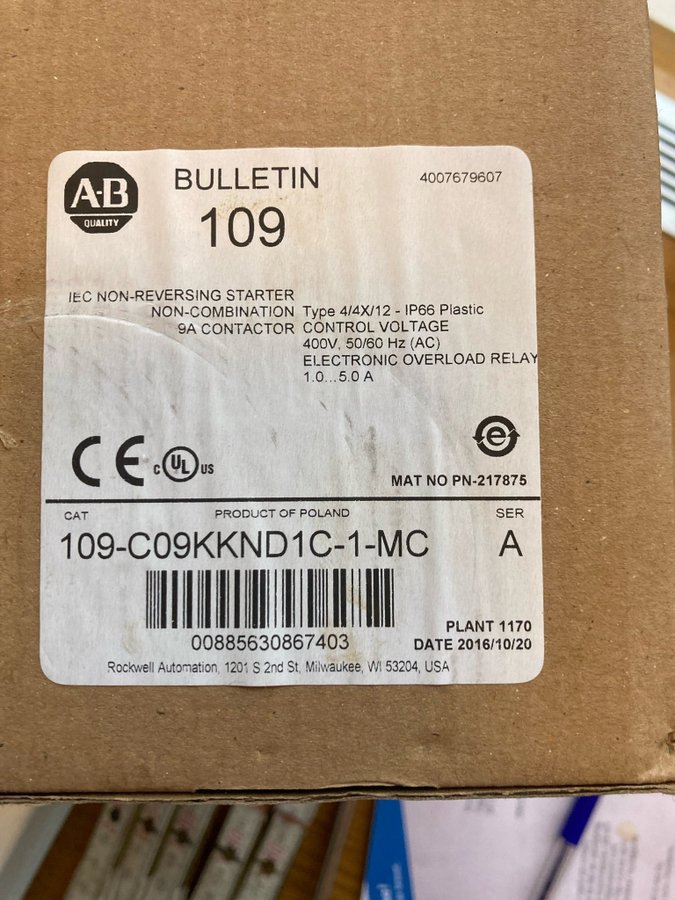 A-B
QUALITY
BULLETIN
109
4007679607
IEC NON-REVERSING STARTER
NON-COMBINATION Type 4/4X/12 - IP66 Plastic
9A CONTACTOR CONTROL VOLTAGE
400V, 50/60 Hz (AC)
ELECTRONIC OVERLOAD RELAY
1.0...5.0 A
CE
C UL US
e
MAT NO PN-217875
CAT PRODUCT OF POLAND SER
109-C09KKND1C-1-MC A
00885630867403
PLANT 1170
DATE 2016/10/20
Rockwell Automation, 1201 S 2nd St, Milwaukee, WI 53204, USA